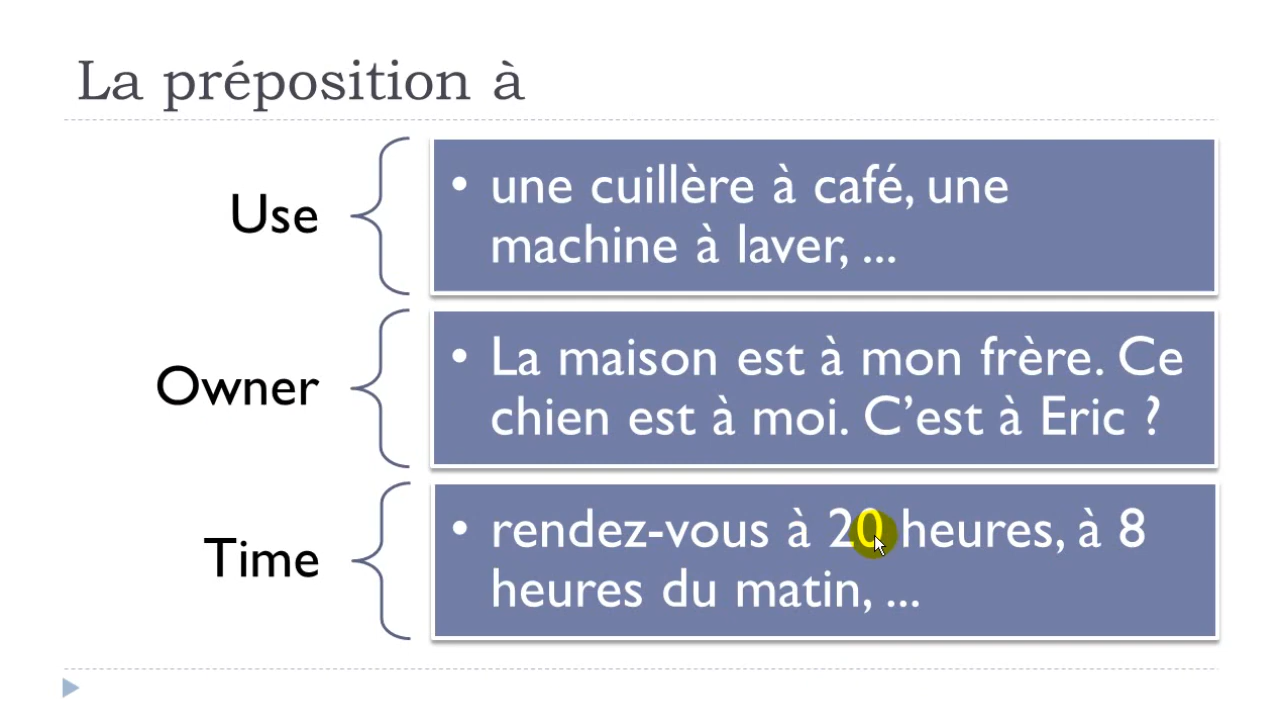 La préposition à
Use
• une cuillère à café, une
machine à laver, ...
Owner
• La maison est à mon frère. Ce
chien est à moi. C’est à Eric ?
Time
• rendez-vous à 20 heures, à 8
heures du matin, ...